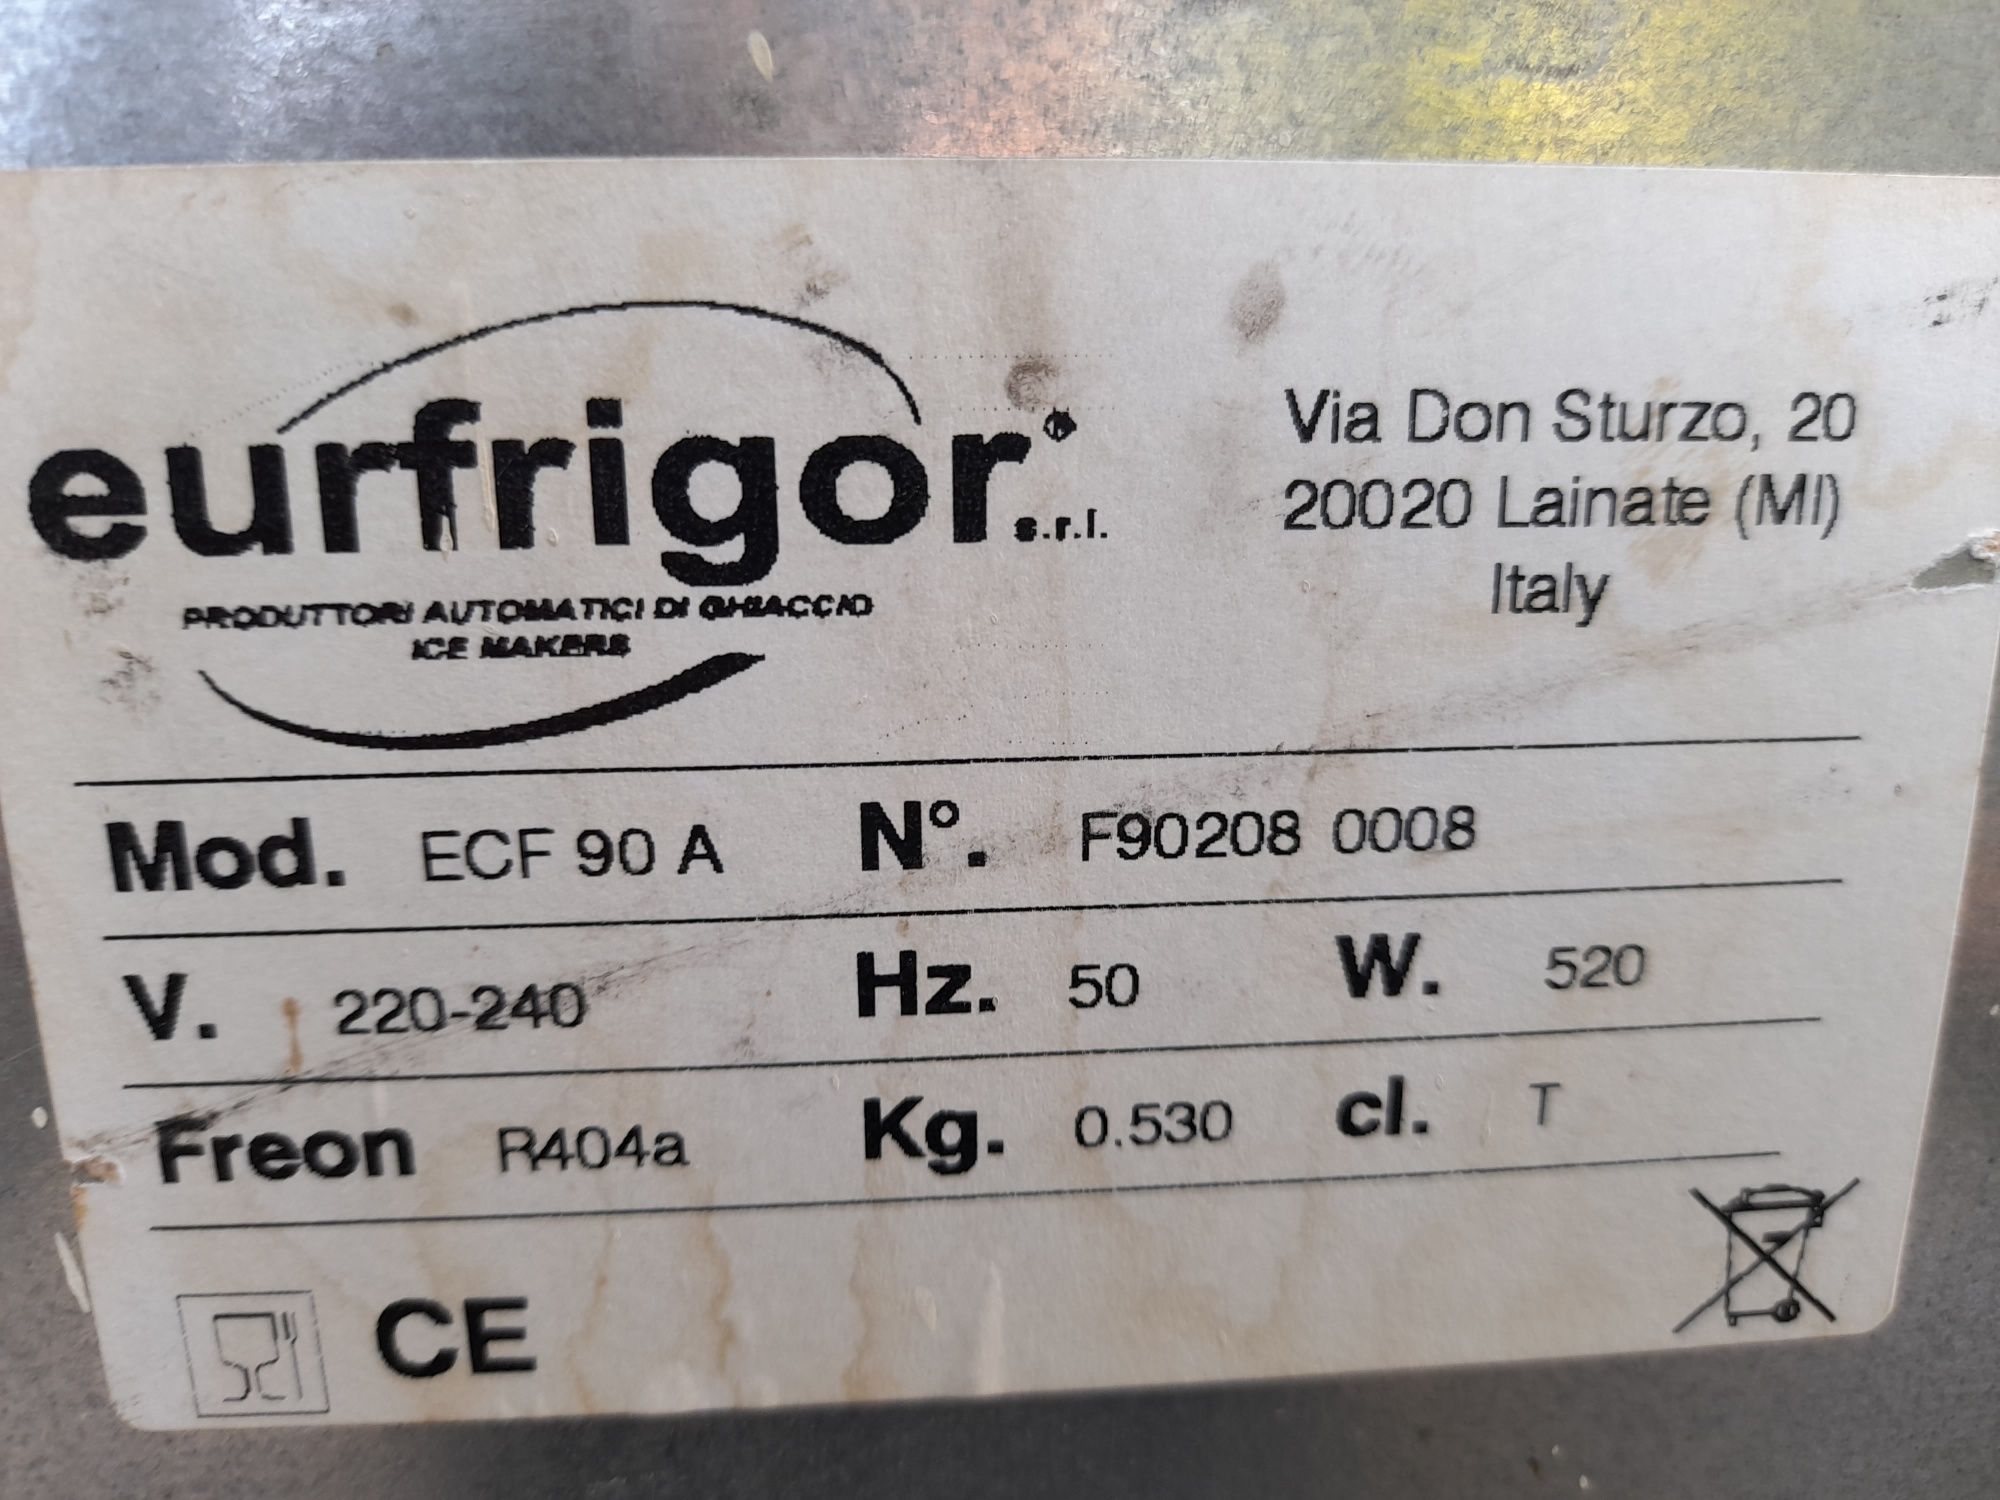 eurfrigor® s.r.l.
PRODUTTORI AUTOMATICI DI GHIACCIO
ICE MAKERS
Via Don Sturzo, 20
20020 Lainate (MI)
Italy
Mod. ECF 90 A N°. F90208 0008
V. 220-240 Hz. 50 W. 520
Freon R404a Kg. 0.530 cl. T
CE